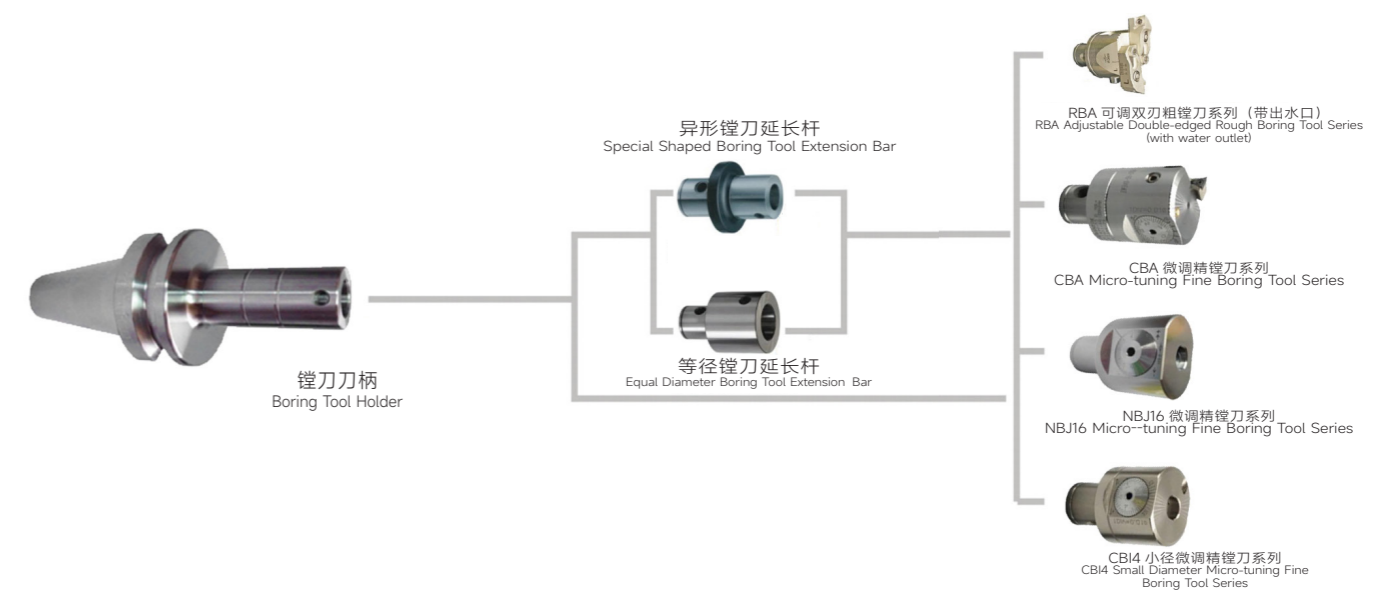 镗刀刀柄
Boring Tool Holder
异形镗刀延长杆
Special Shaped Boring Tool Extension Bar
等径镗刀延长杆
Equal Diameter Boring Tool Extension Bar
RBA 可调双刃粗镗刀系列（带出水口）
RBA Adjustable Double-edged Rough Boring Tool Series
(with water outlet)
CBA 微调精镗刀系列
CBA Micro-tuning Fine Boring Tool Series
NBJ16 微调精镗刀系列
NBJ16 Micro--tuning Fine Boring Tool Series
CBI4 小径微调精镗刀系列
CBI4 Small Diameter Micro-tuning Fine
Boring Tool Series